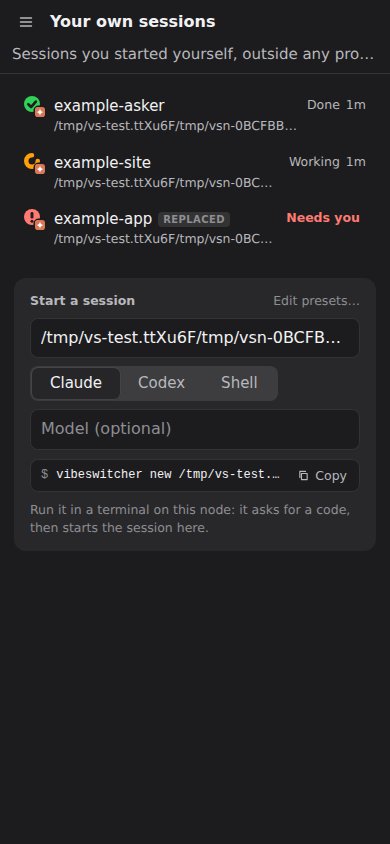 Your own sessions
Sessions you started yourself, outside any pro…
example-asker Done 1m
/tmp/vs-test.ttXu6F/tmp/vsn-0BCFBB…
example-site Working 1m
/tmp/vs-test.ttXu6F/tmp/vsn-0BC…
example-app REPLACED Needs you
/tmp/vs-test.ttXu6F/tmp/vsn-0BC…
Start a session Edit presets…
/tmp/vs-test.ttXu6F/tmp/vsn-0BCFB…
Claude Codex Shell
Model (optional)
$ vibeswitcher new /tmp/vs-test.… Copy
Run it in a terminal on this node: it asks for a code,
then starts the session here.